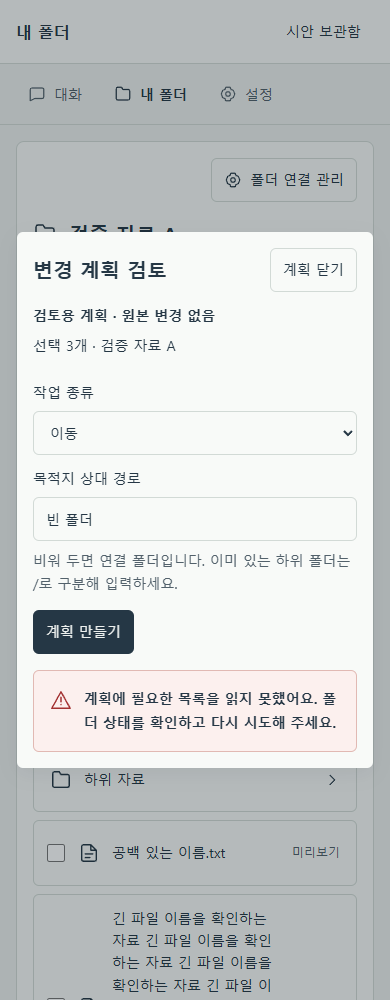 내 폴더
시안 보관함
대화
내 폴더
설정
폴더 연결 관리
검증 자료 A
변경 계획 검토
계획 닫기
검토용 계획 · 원본 변경 없음
선택 3개 · 검증 자료 A
작업 종류
이동
목적지 상대 경로
빈 폴더
비워 두면 연결 폴더입니다. 이미 있는 하위 폴더는
/로 구분해 입력하세요.
계획 만들기
계획에 필요한 목록을 읽지 못했어요. 폴
더 상태를 확인하고 다시 시도해 주세요.
하위 자료
공백 있는 이름.txt
미리보기
긴 파일 이름을 확인하는
자료 긴 파일 이름을 확인
하는 자료 긴 파일 이름을
확인하는 자료 긴 파일 이